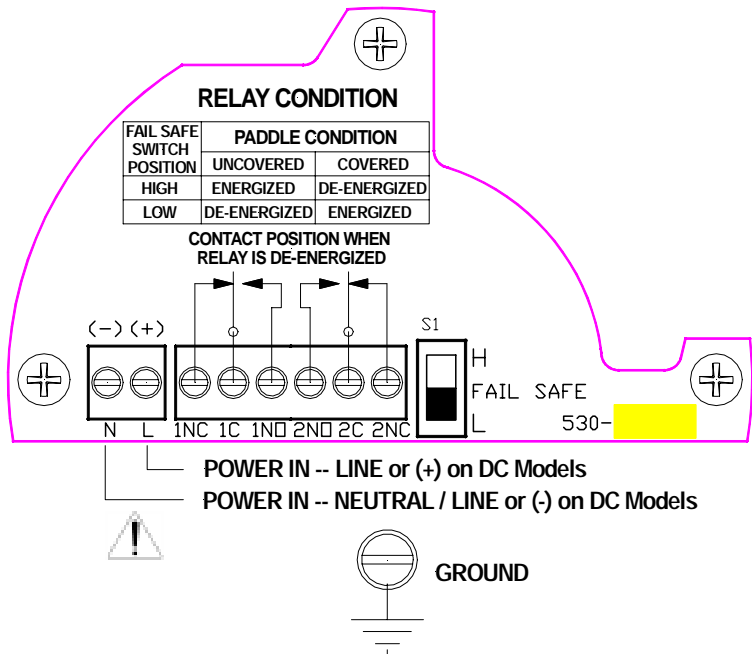 RELAY CONDITION
FAIL SAFE SWITCH POSITION
PADDLE CONDITION
UNCOVERED COVERED
HIGH ENERGIZED DE-ENERGIZED
LOW DE-ENERGIZED ENERGIZED
CONTACT POSITION WHEN
RELAY IS DE-ENERGIZED
(-) (+)
S1
H
FAIL SAFE
L
530-
N L 1NC 1C 1NO 2NO 2C 2NC
POWER IN -- LINE or (+) on DC Models
POWER IN -- NEUTRAL / LINE or (-) on DC Models
!
GROUND